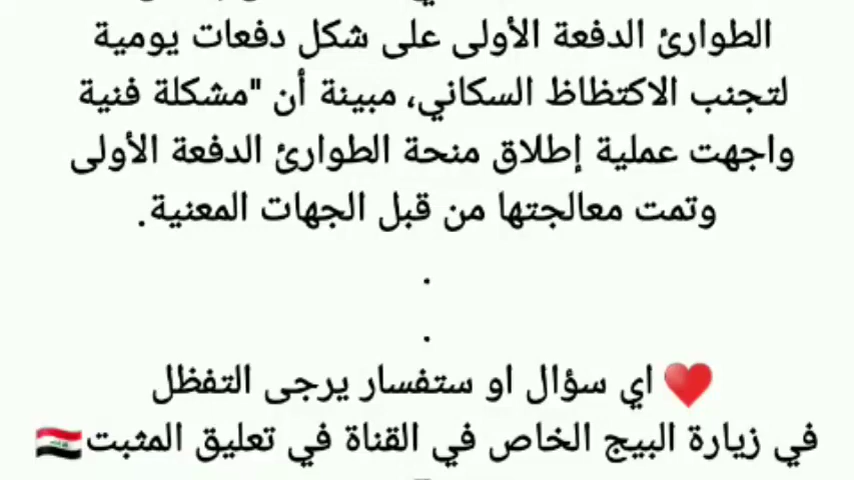 الطوارئ الدفعة الأولى على شكل دفعات يومية
لتجنب الاكتظاظ السكاني، مبينة أن "مشكلة فنية
واجهت عملية إطلاق منحة الطوارئ الدفعة الأولى
وتمت معالجتها من قبل الجهات المعنية.
.
.
❤️ اي سؤال او ستفسار يرجى التفظل
في زيارة البيج الخاص في القناة في تعليق المثبت🇮🇶